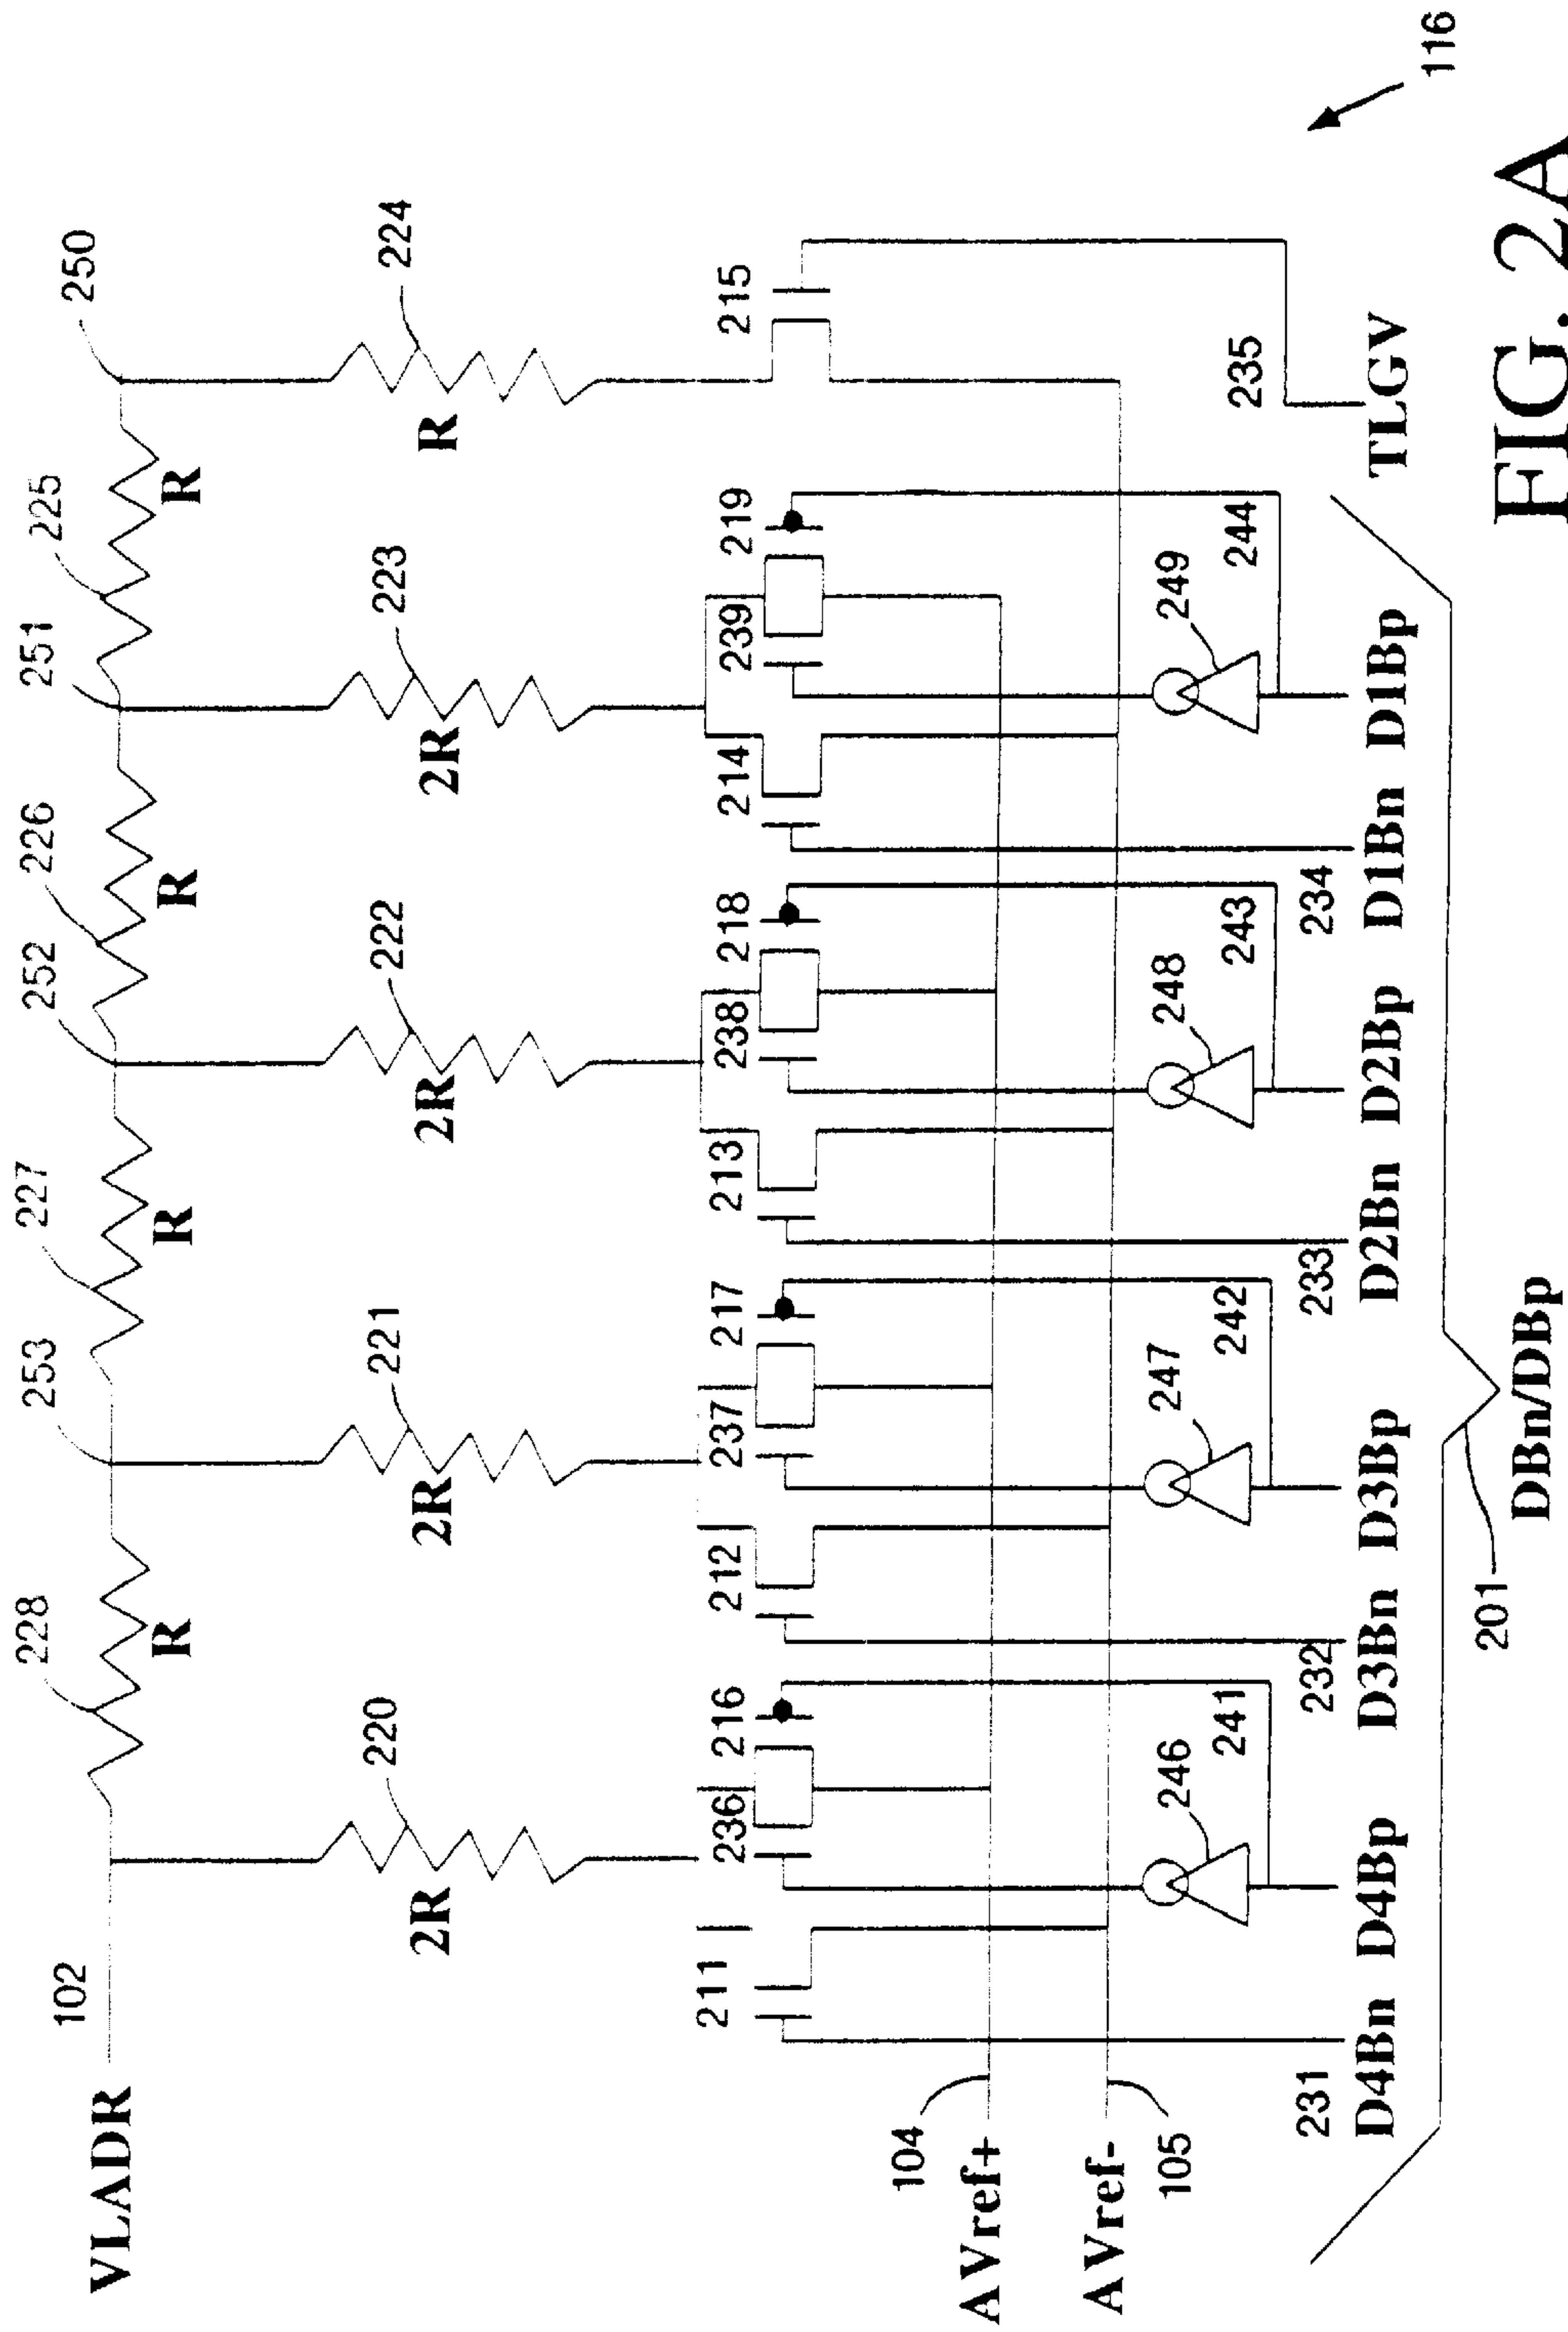 250
251
225
252
226
253
227
228
102
VLADR
R
R
R
R
224
223
222
221
220
R
2R
2R
2R
2R
211
236
216
212
237
217
213
238
218
214
239
219
215
104
AVref+
AVref-
105
246
247
248
249
241
242
243
244
235
231
232
233
234
D4Bn D4Bp D3Bn D3Bp D2Bn D2Bp D1Bn D1Bp TLGV
201
DBn/DBp
116
FIG. 2A